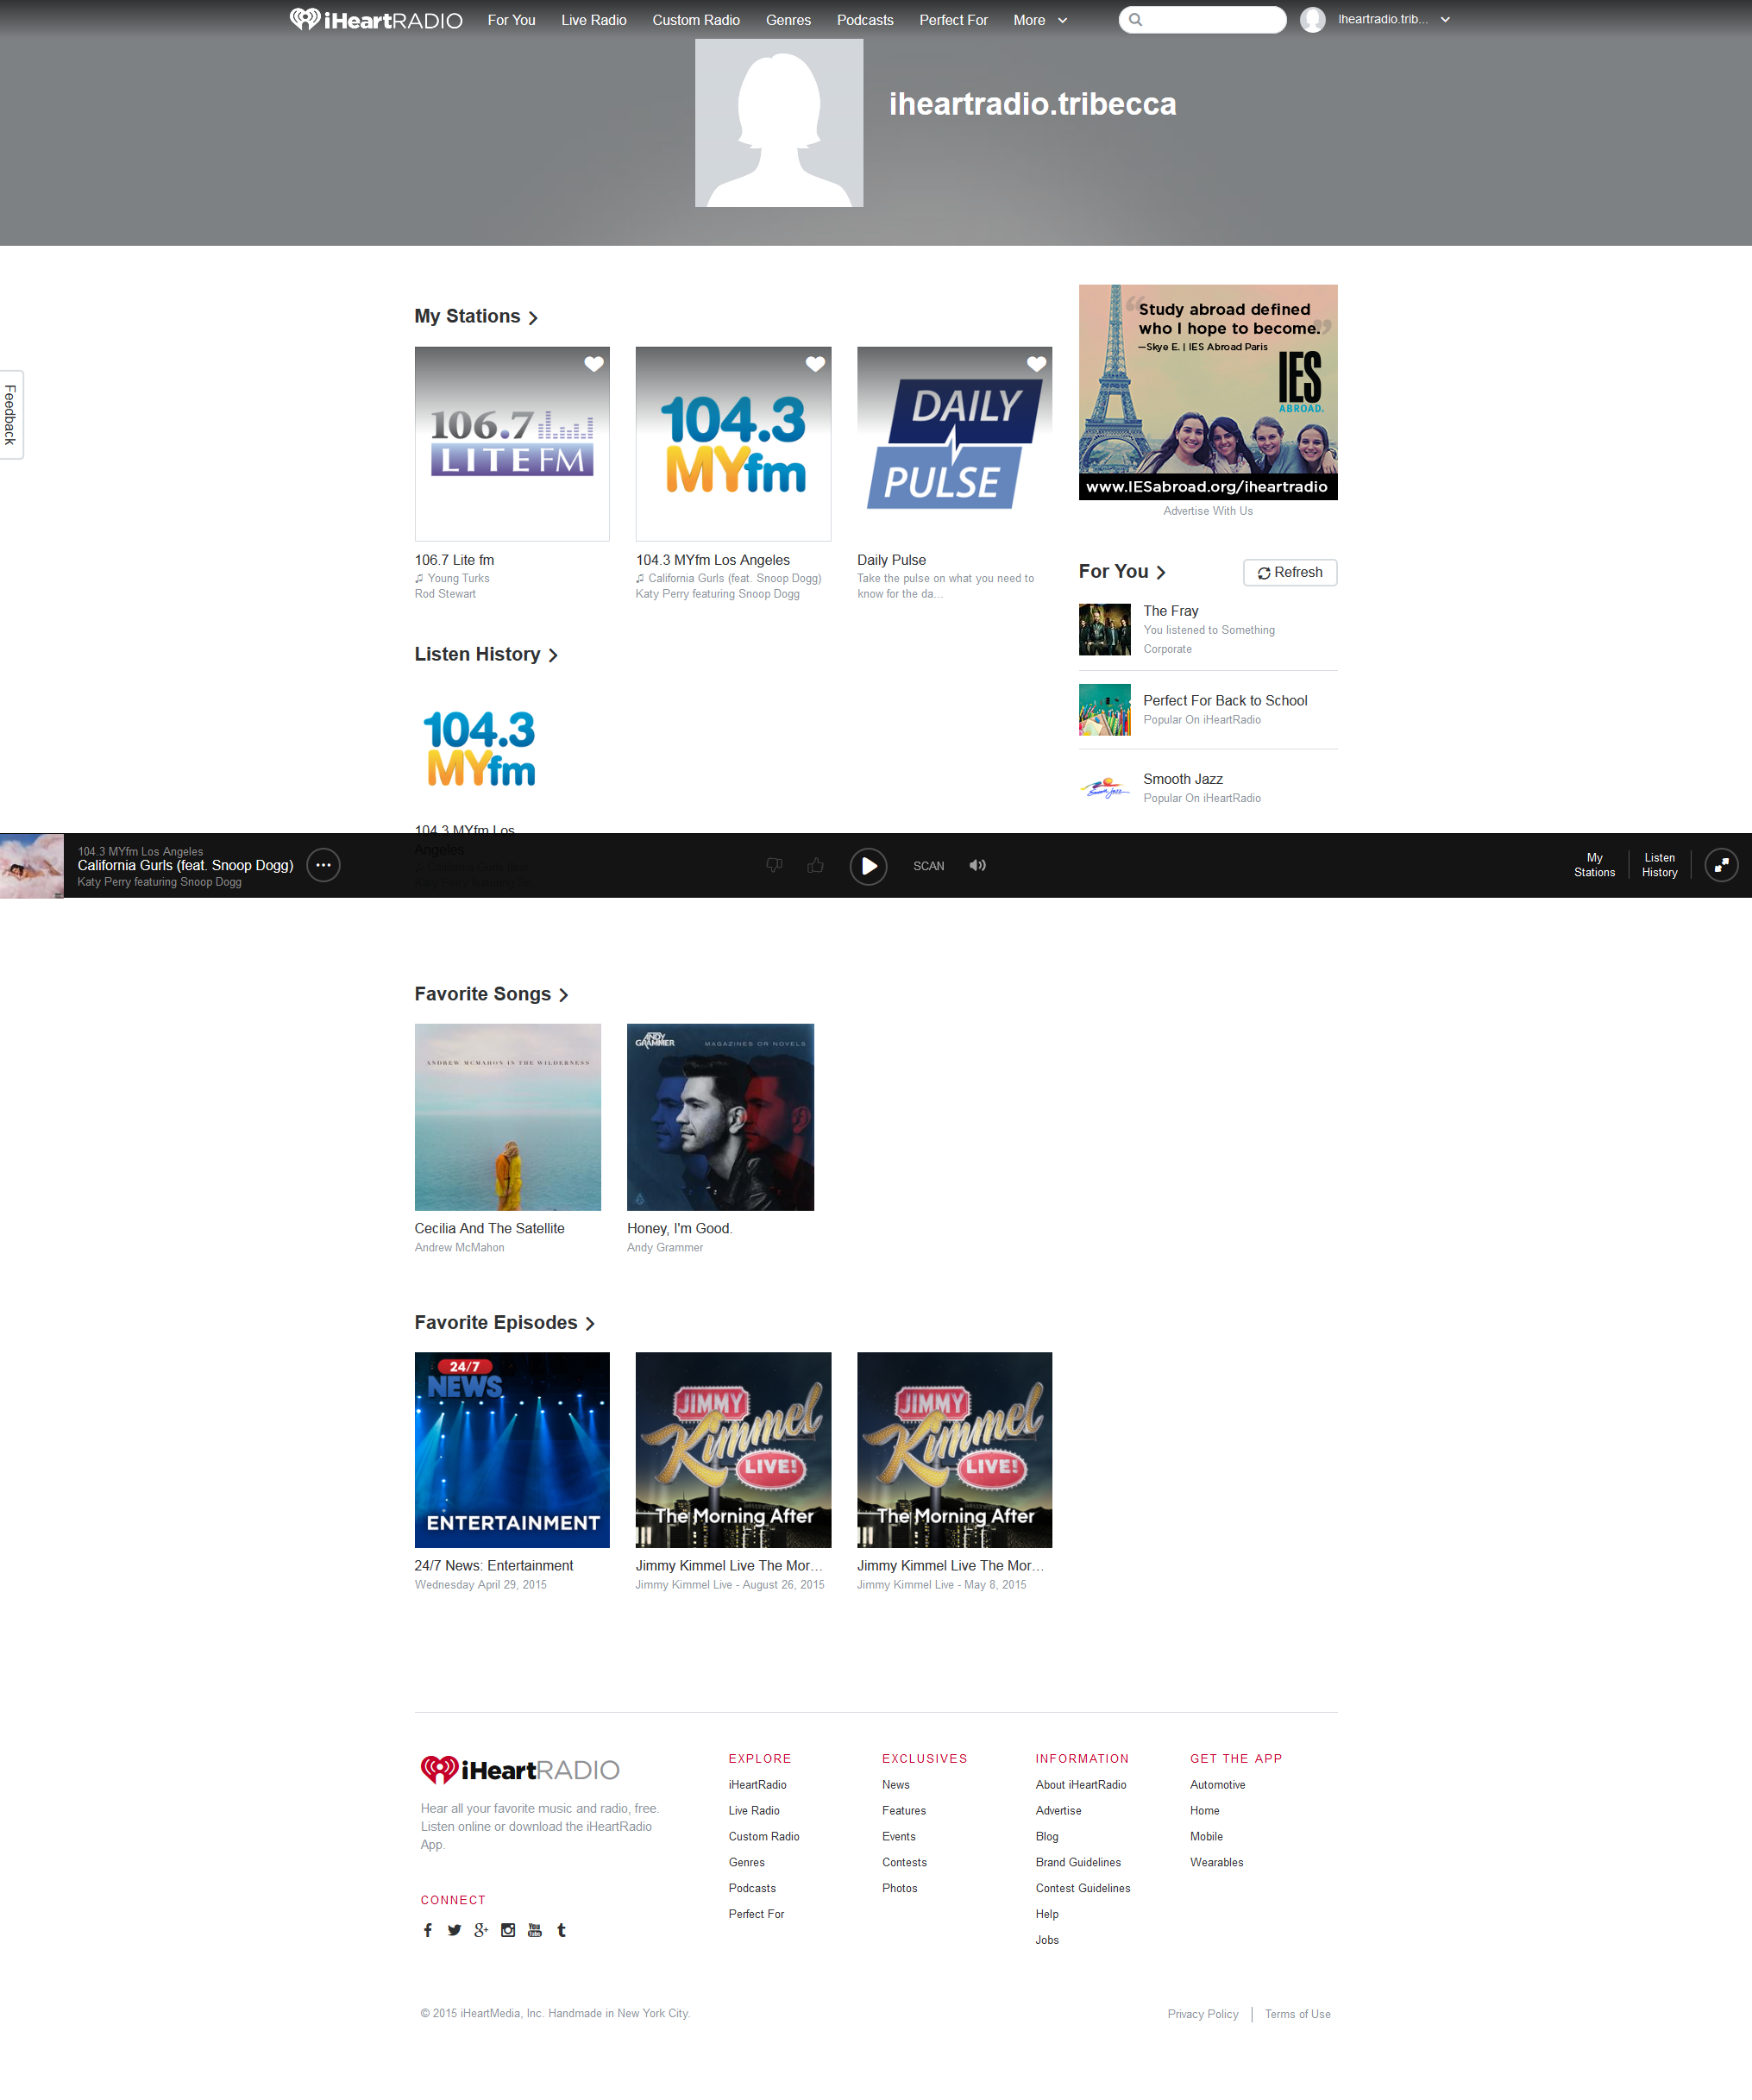 iHeartRADIO For You Live Radio Custom Radio Genres Podcasts Perfect For More Iheartradio.trib...
iheartradio.tribecca
Feedback
My Stations
106.7
LITE FM
104.3
MYfm
DAILY
PULSE
106.7 Lite fm
Young Turks
Rod Stewart
104.3 MYfm Los Angeles
California Gurls (feat. Snoop Dogg)
Katy Perry featuring Snoop Dogg
Daily Pulse
Take the pulse on what you need to
know for the da...
“Study abroad defined
who I hope to become.”
—Skye E. | IES Abroad Paris
IES
ABROAD.
www.IESabroad.org/iheartradio
Advertise With Us
For You
Refresh
The Fray
You listened to Something
Corporate
Perfect For Back to School
Popular On iHeartRadio
Smooth Jazz
Popular On iHeartRadio
Listen History
104.3
MYfm
104.3 MYfm Los
Angeles
104.3 MYfm Los Angeles
California Gurls (feat. Snoop Dogg)
Katy Perry featuring Snoop Dogg
SCAN
My
Stations
Listen
History
Favorite Songs
ANDREW MCMAHON IN THE WILDERNESS
ANDY
GRAMMER
MAGAZINES OR NOVELS
Cecilia And The Satellite
Andrew McMahon
Honey, I'm Good.
Andy Grammer
Favorite Episodes
24/7
NEWS
ENTERTAINMENT
JIMMY
Kimmel
LIVE!
The Morning After
JIMMY
Kimmel
LIVE!
The Morning After
24/7 News: Entertainment
Wednesday April 29, 2015
Jimmy Kimmel Live The Mor...
Jimmy Kimmel Live - August 26, 2015
Jimmy Kimmel Live The Mor...
Jimmy Kimmel Live - May 8, 2015
iHeartRADIO
Hear all your favorite music and radio, free.
Listen online or download the iHeartRadio
App.
CONNECT
You
Tube
EXPLORE
iHeartRadio
Live Radio
Custom Radio
Genres
Podcasts
Perfect For
EXCLUSIVES
News
Features
Events
Contests
Photos
INFORMATION
About iHeartRadio
Advertise
Blog
Brand Guidelines
Contest Guidelines
Help
Jobs
GET THE APP
Automotive
Home
Mobile
Wearables
© 2015 iHeartMedia, Inc. Handmade in New York City.
Privacy Policy | Terms of Use